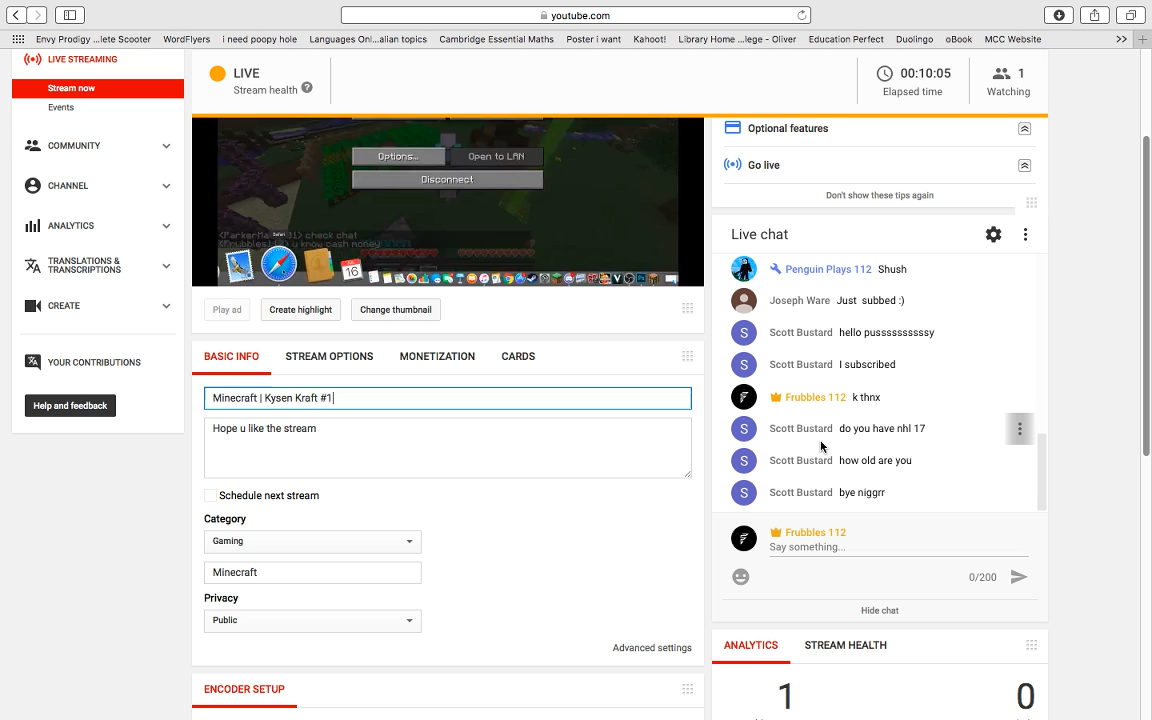 youtube.com
Envy Prodigy ...lete Scooter
WordFlyers
i need poopy hole
Languages Onl...alian topics
Cambridge Essential Maths
Poster i want
Kahoot!
Library Home ...lege - Oliver
Education Perfect
Duolingo
oBook
MCC Website
>>
+
LIVE STREAMING
Stream now
Events
COMMUNITY
CHANNEL
ANALYTICS
TRANSLATIONS &
TRANSCRIPTIONS
CREATE
YOUR CONTRIBUTIONS
Help and feedback
LIVE
Stream health ?
00:10:05
Elapsed time
1
Watching
Options...
Open to LAN
Disconnect
check chat
u know cash money
Safari
16
Play ad
Create highlight
Change thumbnail
BASIC INFO
STREAM OPTIONS
MONETIZATION
CARDS
Minecraft | Kysen Kraft #1
Hope u like the stream
Schedule next stream
Category
Gaming
Minecraft
Privacy
Public
Advanced settings
ENCODER SETUP
Optional features
Go live
Don't show these tips again
Live chat
Penguin Plays 112 Shush
Joseph Ware Just subbed :)
S Scott Bustard hello pusssssssssy
S Scott Bustard I subscribed
Frubbles 112 k thnx
S Scott Bustard do you have nhl 17
S Scott Bustard how old are you
S Scott Bustard bye niggrr
Frubbles 112
Say something...
0/200
Hide chat
ANALYTICS
STREAM HEALTH
1
0